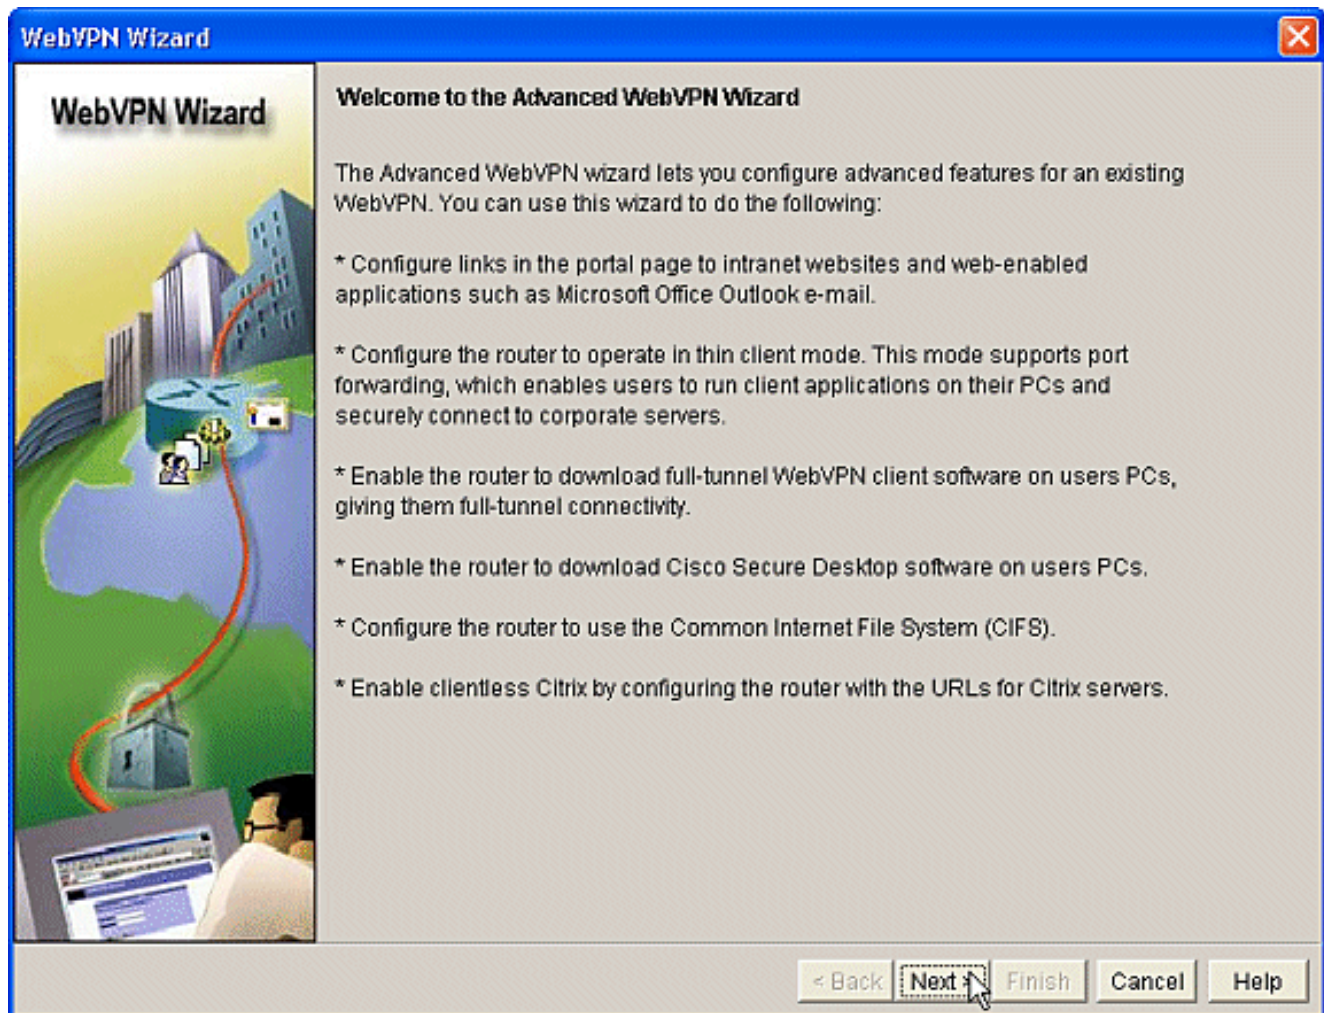 WebVPN Wizard
WebVPN Wizard
Welcome to the Advanced WebVPN Wizard
The Advanced WebVPN wizard lets you configure advanced features for an existing
WebVPN. You can use this wizard to do the following:
* Configure links in the portal page to intranet websites and web-enabled
applications such as Microsoft Office Outlook e-mail.
* Configure the router to operate in thin client mode. This mode supports port
forwarding, which enables users to run client applications on their PCs and
securely connect to corporate servers.
* Enable the router to download full-tunnel WebVPN client software on users PCs,
giving them full-tunnel connectivity.
* Enable the router to download Cisco Secure Desktop software on users PCs.
* Configure the router to use the Common Internet File System (CIFS).
* Enable clientless Citrix by configuring the router with the URLs for Citrix servers.
< Back Next > Finish Cancel Help